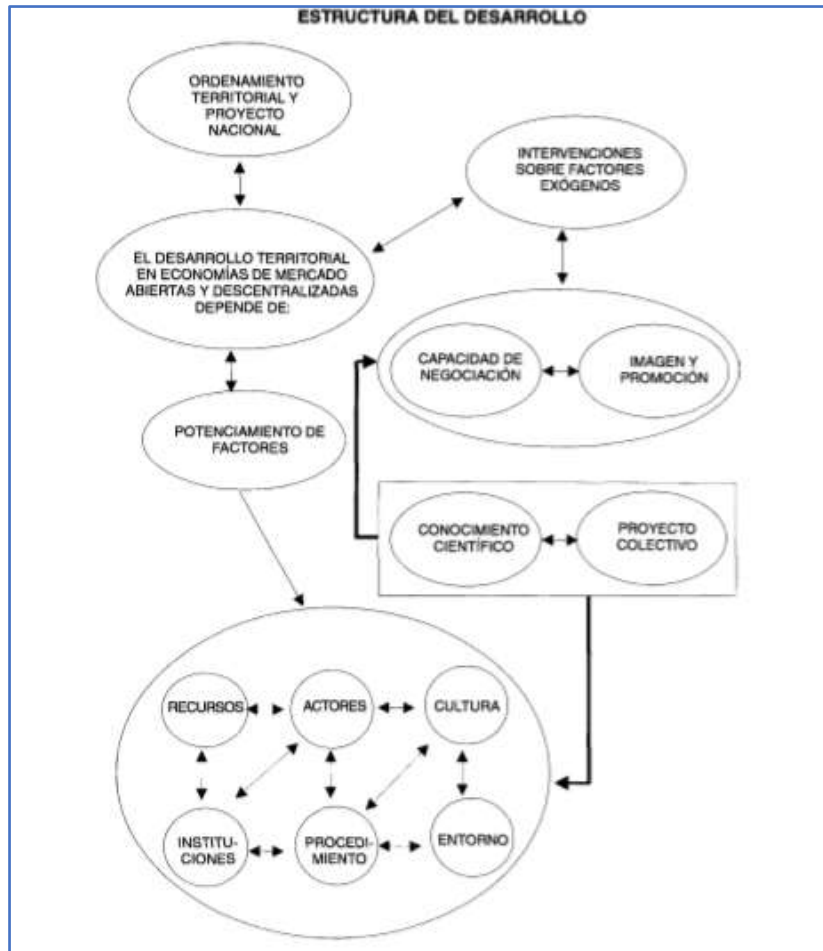 ESTRUCTURA DEL DESARROLLO
ORDENAMIENTO
TERRITORIAL Y
PROYECTO
NACIONAL
INTERVENCIONES
SOBRE FACTORES
EXÓGENOS
EL DESARROLLO TERRITORIAL
EN ECONOMÍAS DE MERCADO
ABIERTAS Y DESCENTRALIZADAS
DEPENDE DE:
CAPACIDAD DE
NEGOCIACIÓN
IMAGEN Y
PROMOCIÓN
POTENCIAMIENTO DE
FACTORES
CONOCIMIENTO
CIENTÍFICO
PROYECTO
COLECTIVO
RECURSOS
ACTORES
CULTURA
INSTITU-
CIONES
PROCEDI-
MIENTO
ENTORNO